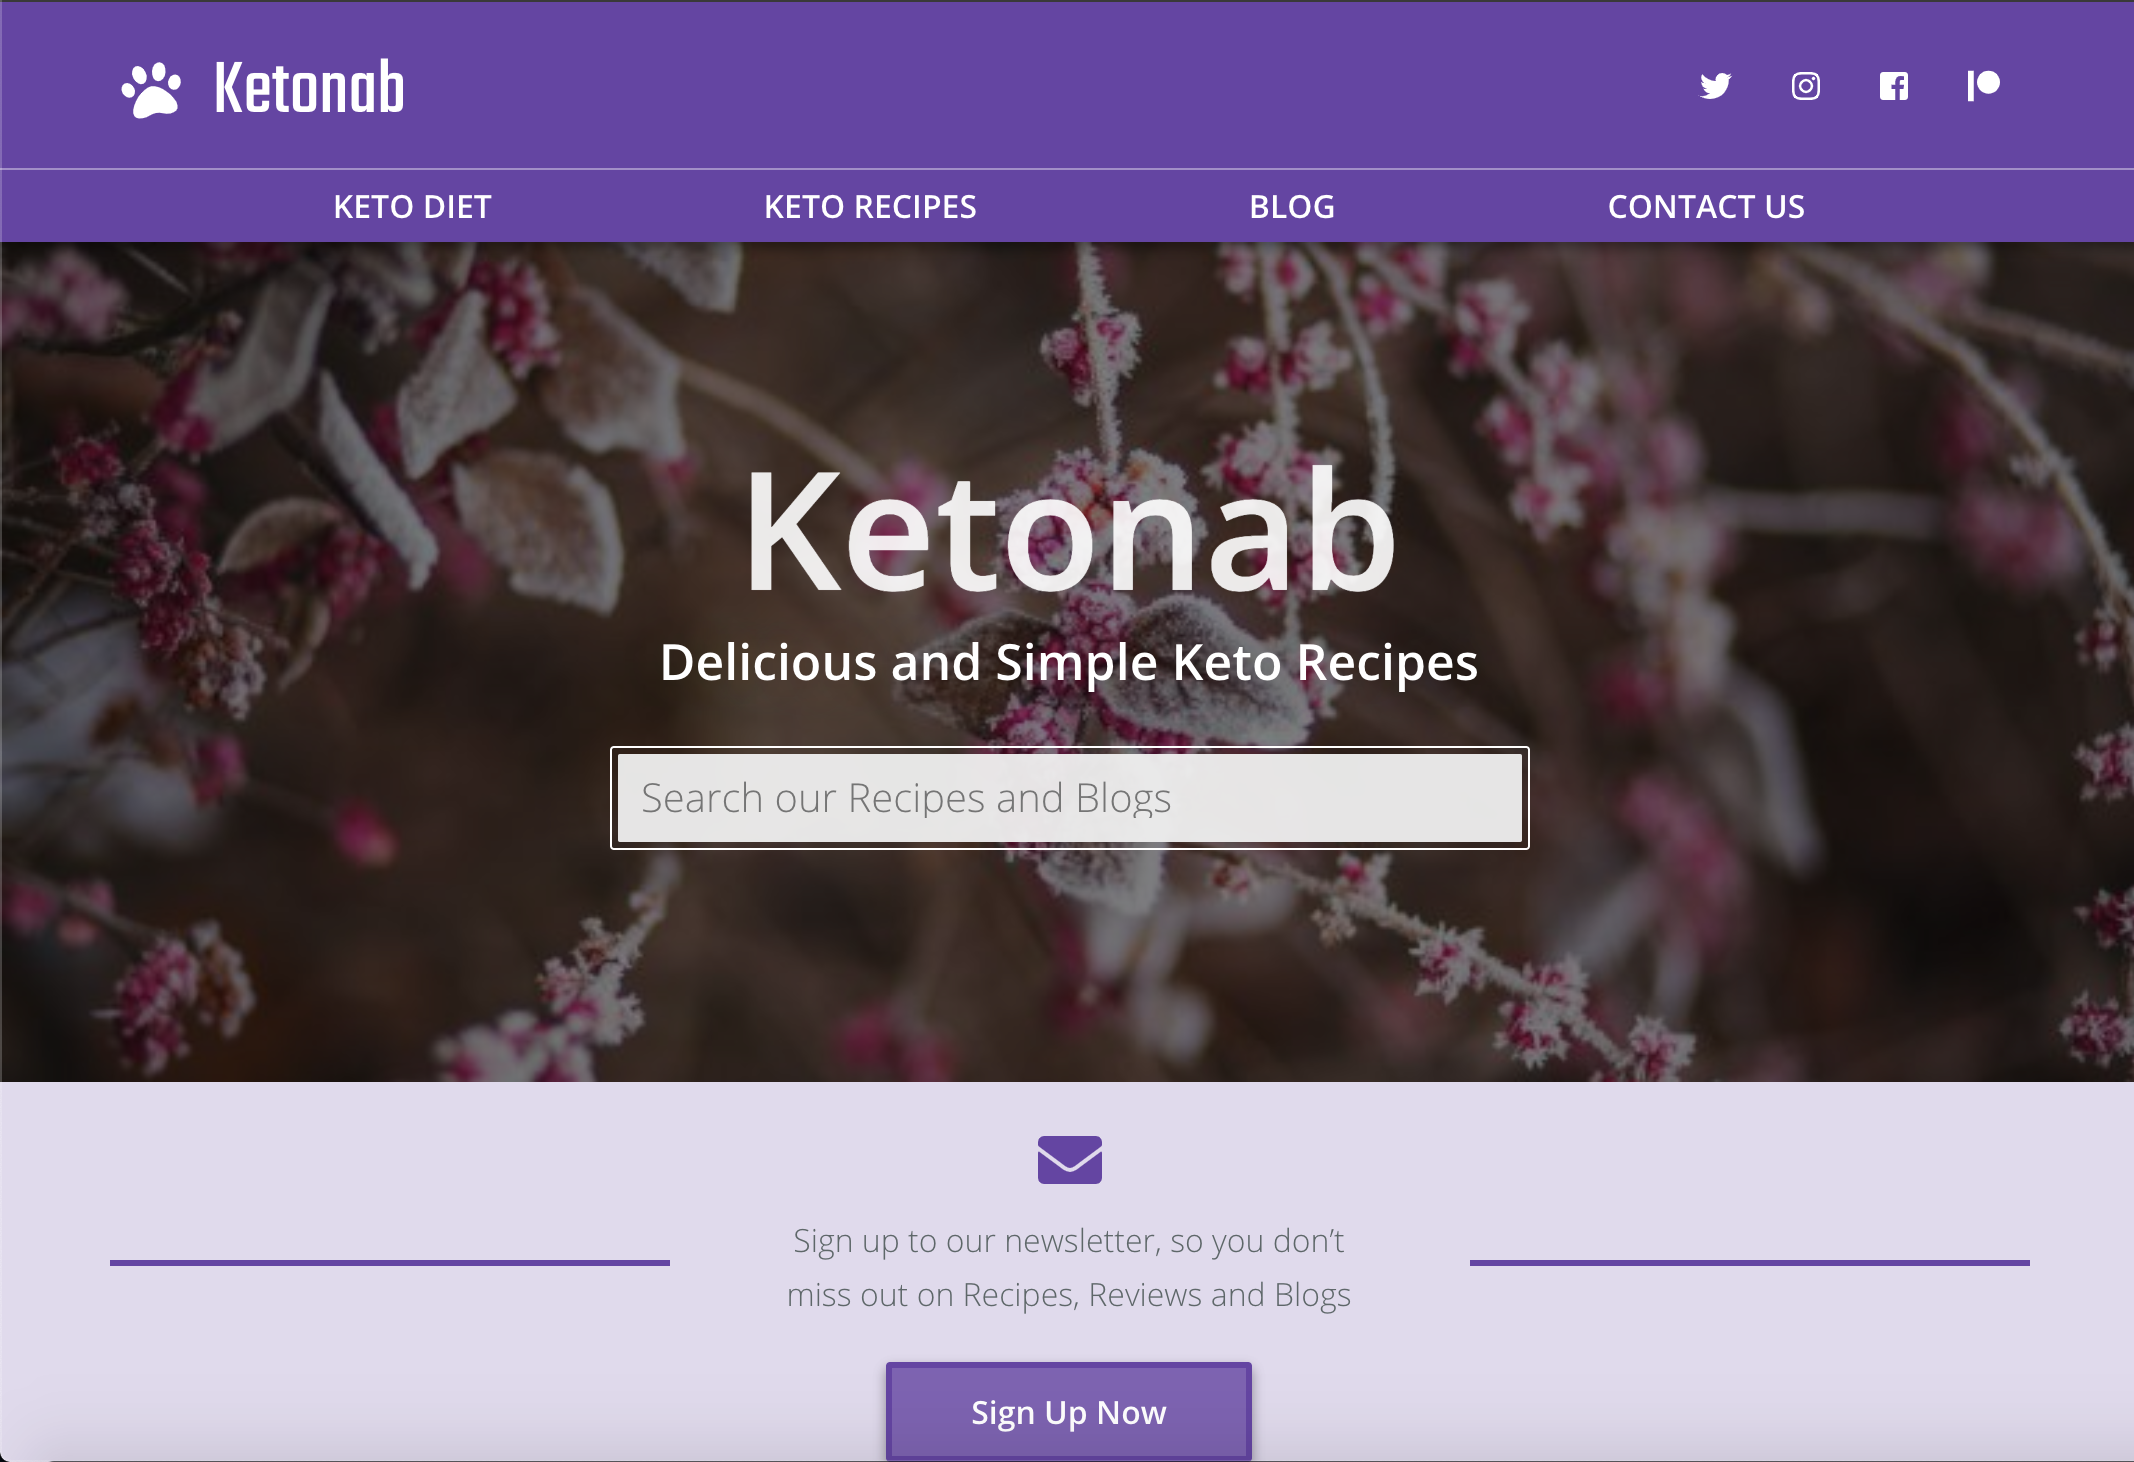 Ketonab
KETO DIET KETO RECIPES BLOG CONTACT US
Ketonab
Delicious and Simple Keto Recipes
Search our Recipes and Blogs
Sign up to our newsletter, so you don’t
miss out on Recipes, Reviews and Blogs
Sign Up Now